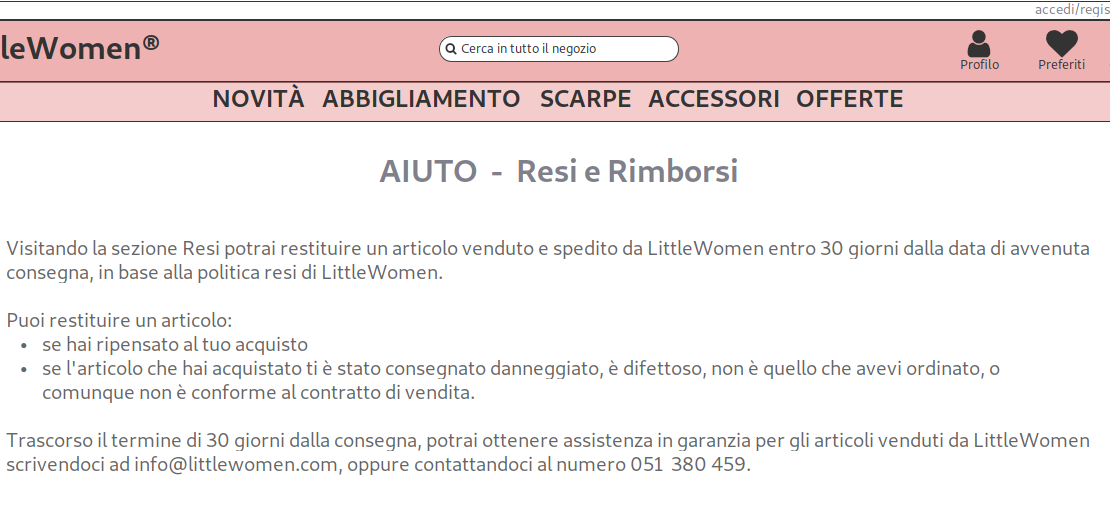 accedi/regis
leWomen®
Cerca in tutto il negozio
Profilo
Preferiti
NOVITÀ ABBIGLIAMENTO SCARPE ACCESSORI OFFERTE
AIUTO - Resi e Rimborsi
Visitando la sezione Resi potrai restituire un articolo venduto e spedito da LittleWomen entro 30 giorni dalla data di avvenuta
consegna, in base alla politica resi di LittleWomen.
Puoi restituire un articolo:
• se hai ripensato al tuo acquisto
• se l'articolo che hai acquistato ti è stato consegnato danneggiato, è difettoso, non è quello che avevi ordinato, o
comunque non è conforme al contratto di vendita.
Trascorso il termine di 30 giorni dalla consegna, potrai ottenere assistenza in garanzia per gli articoli venduti da LittleWomen
scrivendoci ad info@littlewomen.com, oppure contattandoci al numero 051 380 459.